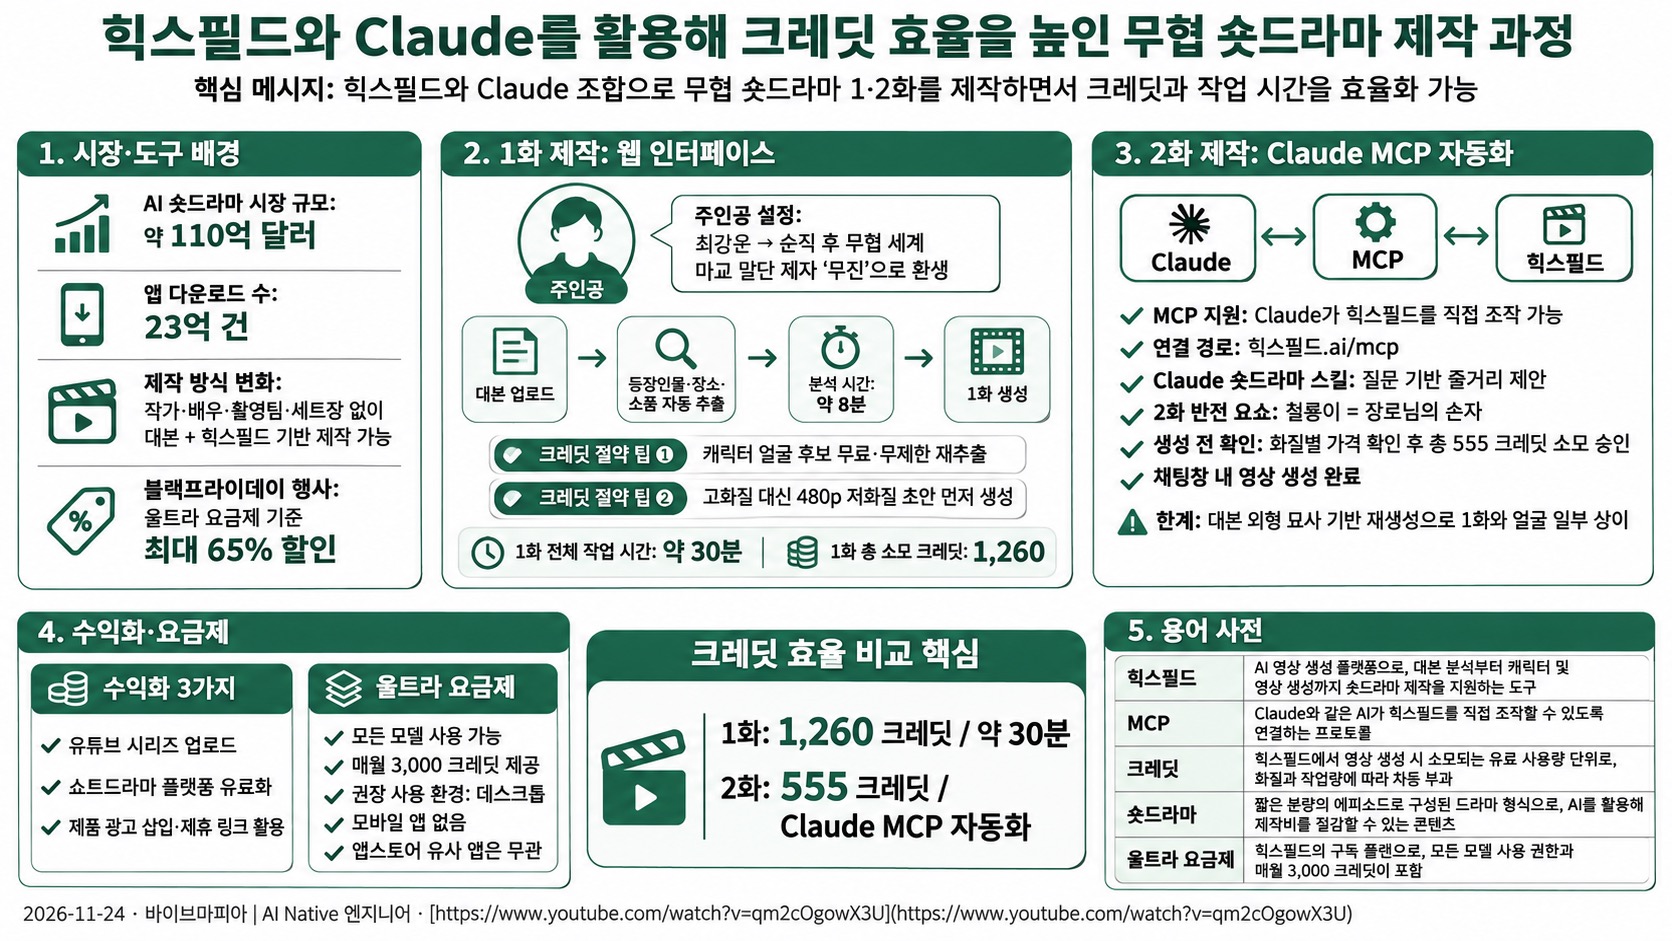 힉스필드와 Claude를 활용해 크레딧 효율을 높인 무협 숏드라마 제작 과정
핵심 메시지: 힉스필드와 Claude 조합으로 무협 숏드라마 1·2화를 제작하면서 크레딧과 작업 시간을 효율화 가능
1. 시장·도구 배경
AI 숏드라마 시장 규모:
약 110억 달러
앱 다운로드 수:
23억 건
제작 방식 변화:
작가·배우·촬영팀·세트장 없이
대본 + 힉스필드 기반 제작 가능
블랙프라이데이 행사:
울트라 요금제 기준
최대 65% 할인
2. 1화 제작: 웹 인터페이스
주인공
주인공 설정:
최강운 → 순직 후 무협 세계
마교 말단 제자 ‘무진’으로 환생
대본 업로드
등장인물·장소·
소품 자동 추출
분석 시간:
약 8분
1화 생성
크레딧 절약 팁 1 캐릭터 얼굴 후보 무료·무제한 재추출
크레딧 절약 팁 2 고화질 대신 480p 저화질 초안 먼저 생성
1화 전체 작업 시간: 약 30분 | 1화 총 소모 크레딧: 1,260
3. 2화 제작: Claude MCP 자동화
Claude
MCP
힉스필드
MCP 지원: Claude가 힉스필드를 직접 조작 가능
연결 경로: 힉스필드.ai/mcp
Claude 숏드라마 스킬: 질문 기반 줄거리 제안
2화 반전 요쇼: 철룡이 = 장로님의 손자
생성 전 확인: 화질별 가격 확인 후 총 555 크레딧 소모 승인
채팅창 내 영상 생성 완료
한계: 대본 외형 묘사 기반 재생성으로 1화와 얼굴 일부 상이
4. 수익화·요금제
수익화 3가지
유튜브 시리즈 업로드
쇼트드라마 플랫폼 유료화
제품 광고 삽입·제휴 링크 활용
울트라 요금제
모든 모델 사용 가능
매월 3,000 크레딧 제공
권장 사용 환경: 데스크톱
모바일 앱 없음
앱스토어 유사 앱은 무관
크레딧 효율 비교 핵심
1화: 1,260 크레딧 / 약 30분
2화: 555 크레딧 /
Claude MCP 자동화
5. 용어 사전
힉스필드
AI 영상 생성 플랫폼으로, 대본 분석부터 캐릭터 및
영상 생성까지 숏드라마 제작을 지원하는 도구
MCP
Claude와 같은 AI가 힉스필드를 직접 조작할 수 있도록
연결하는 프로토콜
크레딧
힉스필드에서 영상 생성 시 소모되는 유료 사용량 단위로,
화질과 작업량에 따라 차등 부과
숏드라마
짧은 분량의 에피소드로 구성된 드라마 형식으로, AI를 활용해
제작비를 절감할 수 있는 콘텐츠
울트라 요금제
힉스필드의 구독 플랜으로, 모든 모델 사용 권한과
매월 3,000 크레딧이 포함
2026-11-24 · 바이브마피아 | AI Native 엔지니어 · [https://www.youtube.com/watch?v=qm2cOgowX3U](https://www.youtube.com/watch?v=qm2cOgowX3U)